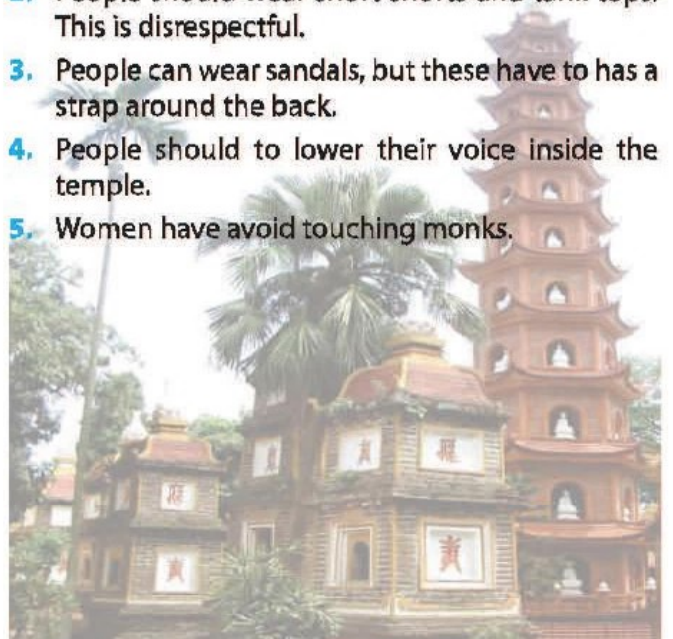 This is disrespectful.
3. People can wear sandals, but these have to has a
strap around the back.
4. People should to lower their voice inside the
temple.
5. Women have avoid touching monks.